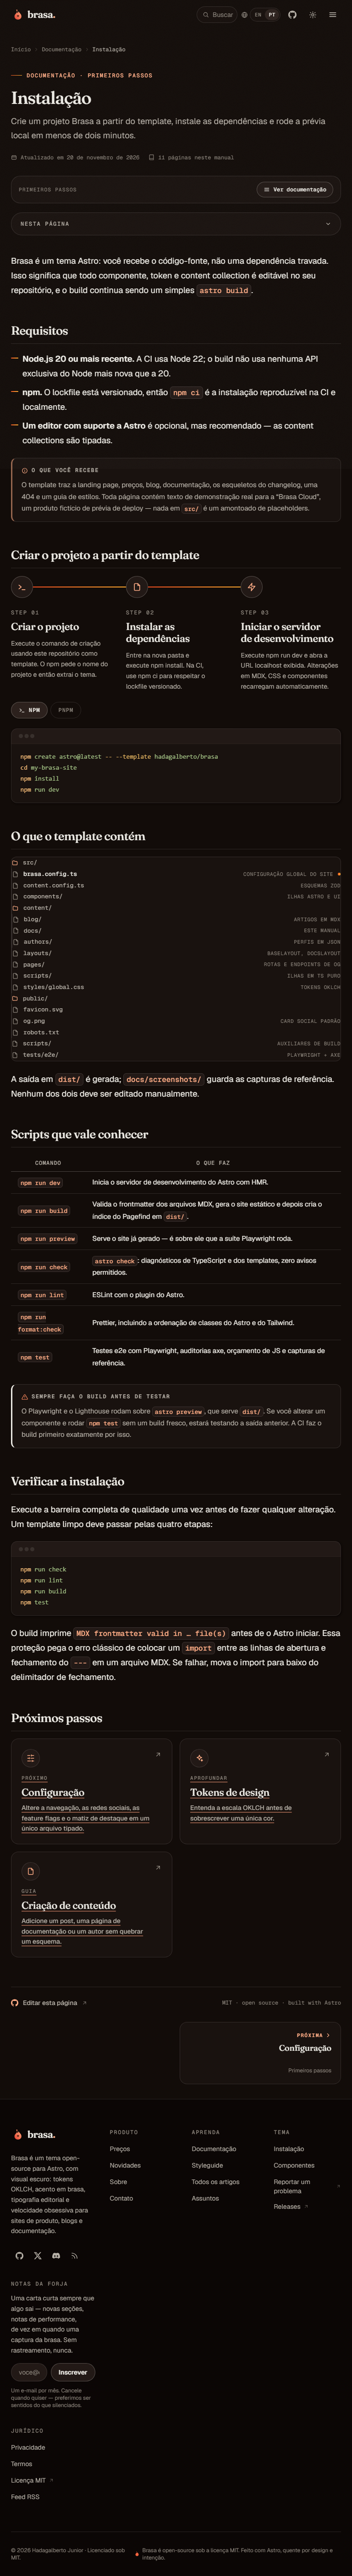 brasa.
Buscar
EN PT
Início › Documentação › Instalação
DOCUMENTAÇÃO · PRIMEIROS PASSOS
Instalação
Crie um projeto Brasa a partir do template, instale as dependências e rode a prévia
local em menos de dois minutos.
Atualizado em 20 de novembro de 2026 11 páginas neste manual
PRIMEIROS PASSOS
Ver documentação
NESTA PÁGINA
Brasa é um tema Astro: você recebe o código-fonte, não uma dependência travada.
Isso significa que todo componente, token e content collection é editável no seu
repositório, e o build continua sendo um simples astro build.
Requisitos
Node.js 20 ou mais recente. A CI usa Node 22; o build não usa nenhuma API
exclusiva do Node mais nova que a 20.
npm. O lockfile está versionado, então npm ci é a instalação reproduzível na CI e
localmente.
Um editor com suporte a Astro é opcional, mas recomendado — as content
collections são tipadas.
O QUE VOCÊ RECEBE
O template traz a landing page, preços, blog, documentação, os esqueletos do changelog, uma
404 e um guia de estilos. Toda página contém texto de demonstração real para a "Brasa Cloud",
um produto fictício de prévia de deploy — nada em src/ é um amontoado de placeholders.
Criar o projeto a partir do template
STEP 01
Criar o projeto
Execute o comando de criação
usando este repositório como
template. O npm pede o nome do
projeto e então extrai o tema.
STEP 02
Instalar as
dependências
Entre na nova pasta e
execute npm install. Na CI,
use npm ci para respeitar o
lockfile versionado.
STEP 03
Iniciar o servidor
de desenvolvimento
Execute npm run dev e abra a
URL localhost exibida. Alterações
em MDX, CSS e componentes
recarregam automaticamente.
NPM
PNPM
npm create astro@latest -- --template hadagalberto/brasa
cd my-brasa-site
npm install
npm run dev
O que o template contém
src/
brasa.config.ts CONFIGURAÇÃO GLOBAL DO SITE
content.config.ts ESQUEMAS ZOD
components/ ILHAS ASTRO E UI
content/
blog/ ARTIGOS EM MDX
docs/ ESTE MANUAL
authors/ PERFIS EM JSON
layouts/ BASELAYOUT, DOCSLAYOUT
pages/ ROTAS E ENDPOINTS DE OG
scripts/ ILHAS EM TS PURO
styles/global.css TOKENS OKLCH
public/
favicon.svg
og.png CARD SOCIAL PADRÃO
robots.txt
scripts/ AUXILIARES DE BUILD
tests/e2e/ PLAYWRIGHT + AXE
A saída em dist/ é gerada; docs/screenshots/ guarda as capturas de referência.
Nenhum dos dois deve ser editado manualmente.
Scripts que vale conhecer
COMANDO O QUE FAZ
npm run dev Inicia o servidor de desenvolvimento do Astro com HMR.
npm run build Valida o frontmatter dos arquivos MDX, gera o site estático e depois cria o
índice do Pagefind em dist/.
npm run preview Serve o site já gerado — é sobre ele que a suíte Playwright roda.
npm run check astro check: diagnósticos de TypeScript e dos templates, zero avisos
permitidos.
npm run lint ESLint com o plugin do Astro.
npm run
format:check Prettier, incluindo a ordenação de classes do Astro e do Tailwind.
npm test Testes e2e com Playwright, auditorias axe, orçamento de JS e capturas de
referência.
SEMPRE FAÇA O BUILD ANTES DE TESTAR
O Playwright e o Lighthouse rodam sobre astro preview, que serve dist/. Se você alterar um
componente e rodar npm test sem um build fresco, estará testando a saída anterior. A CI faz o
build primeiro exatamente por isso.
Verificar a instalação
Execute a barreira completa de qualidade uma vez antes de fazer qualquer alteração.
Um template limpo deve passar pelas quatro etapas:
npm run check
npm run lint
npm run build
npm test
O build imprime MDX frontmatter valid in … file(s) antes de o Astro iniciar. Essa
proteção pega o erro clássico de colocar um import entre as linhas de abertura e
fechamento do --- em um arquivo MDX. Se falhar, mova o import para baixo do
delimitador de fechamento.
Próximos passos
PRÓXIMO
Configuração
Altere a navegação, as redes sociais, as
feature flags e o matiz de destaque em um
único arquivo tipado.
APROFUNDAR
Tokens de design
Entenda a escala OKLCH antes de
sobrescrever uma única cor.
GUIA
Criação de conteúdo
Adicione um post, uma página de
documentação ou um autor sem quebrar
um esquema.
Editar esta página
MIT · open source · built with Astro
PRÓXIMA
Configuração
Primeiros passos
brasa.
Brasa é um tema open-
source para Astro, com
visual escuro: tokens
OKLCH, acento em brasa,
tipografia editorial e
velocidade obsessiva para
sites de produto, blogs e
documentação.
PRODUTO
Preços
Novidades
Sobre
Contato
APRENDA
Documentação
Styleguide
Todos os artigos
Assuntos
TEMA
Instalação
Componentes
Reportar um
problema
Releases
NOTAS DA FORJA
Uma carta curta sempre que
algo sai — novas seções,
notas de performance,
de vez em quando uma
captura da brasa. Sem
rastreamento, nunca.
Inscrever
Um e-mail por mês. Cancele
quando quiser — preferimos ser
sentidos do que silenciados.
JURÍDICO
Privacidade
Termos
Licença MIT
Feed RSS
© 2026 Hadagalberto Junior · Licenciado sob
MIT.
Brasa é open-source sob a licença MIT. Feito com Astro, quente por design e
intenção.